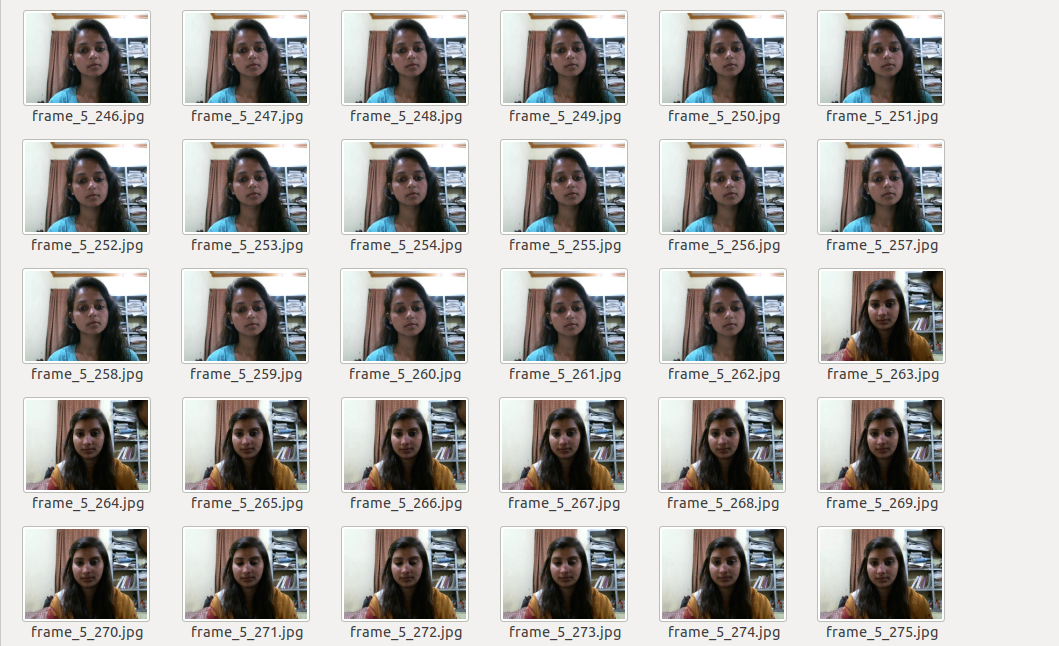 frame_5_246.jpg frame_5_247.jpg frame_5_248.jpg frame_5_249.jpg frame_5_250.jpg frame_5_251.jpg
frame_5_252.jpg frame_5_253.jpg frame_5_254.jpg frame_5_255.jpg frame_5_256.jpg frame_5_257.jpg
frame_5_258.jpg frame_5_259.jpg frame_5_260.jpg frame_5_261.jpg frame_5_262.jpg frame_5_263.jpg
frame_5_264.jpg frame_5_265.jpg frame_5_266.jpg frame_5_267.jpg frame_5_268.jpg frame_5_269.jpg
frame_5_270.jpg frame_5_271.jpg frame_5_272.jpg frame_5_273.jpg frame_5_274.jpg frame_5_275.jpg